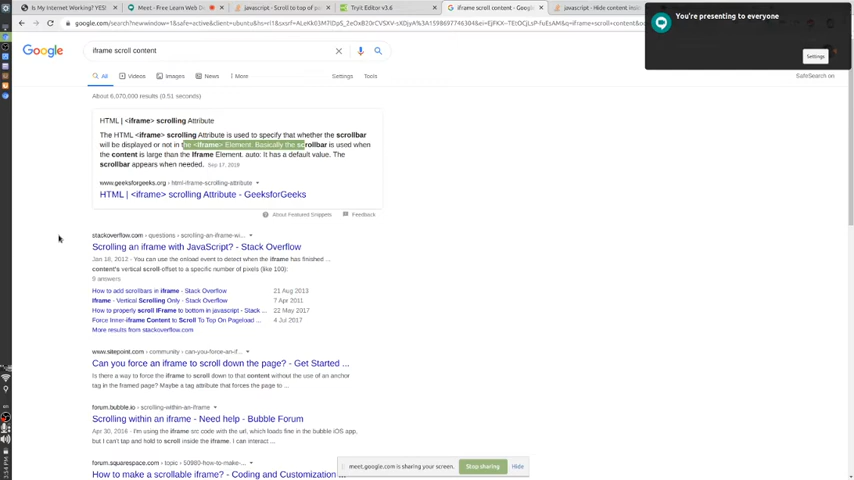 Is My Internet Working? YES!
Meet - Free Learn Web De
javascript - Scroll to top of p
Tryit Editor v3.6
iframe scroll content - Goog
javascript - Hide content insi
You're presenting to everyone
Settings
Google
iframe scroll content
All
Videos
Images
News
More
Settings
Tools
SafeSearch on
About 6,070,000 results (0.51 seconds)
HTML | <iframe> scrolling Attribute
The HTML <iframe> scrolling Attribute is used to specify that whether the scrollbar
will be displayed or not in the <Iframe> Element. Basically the scrollbar is used when
the content is large than the Iframe Element. auto: It has a default value. The
scrollbar appears when needed. Sep 17, 2019
www.geeksforgeeks.org › html-iframe-scrolling-attribute
HTML | <iframe> scrolling Attribute - GeeksforGeeks
About Featured Snippets
Feedback
stackoverflow.com › questions › scrolling-an-iframe-wi...
Scrolling an iframe with JavaScript? - Stack Overflow
Jan 18, 2012 - You can use the onload event to detect when the iframe has finished ...
content's vertical scroll-offset to a specific number of pixels (like 100):
9 answers
How to add scrollbars in iframe - Stack Overflow 21 Aug 2013
Iframe - Vertical Scrolling Only - Stack Overflow 7 Apr 2011
How to properly scroll IFrame to bottom in javascript - Stack ... 22 May 2017
Force Inner-iframe Content to Scroll To Top On Pageload ... 4 Jul 2017
More results from stackoverflow.com
www.sitepoint.com › community › can-you-force-an-if...
Can you force an iframe to scroll down the page? - Get Started ...
Is there a way to force the iframe to scroll down to that content without the use of an anchor
tag in the framed page? Maybe a tag attribute that forces the page to ...
forum.bubble.io › scrolling-within-an-iframe
Scrolling within an iframe - Need help - Bubble Forum
Apr 30, 2016 - I'm using the iframe src code with the url, which loads fine in the bubble iOS app,
but I can't tap and hold to scroll inside the iframe. I can interact ...
forum.squarespace.com › topic › 50980-how-to-make-...
How to make a scrollable iframe? - Coding and Customization ...
meet.google.com is sharing your screen.
Stop sharing
Hide